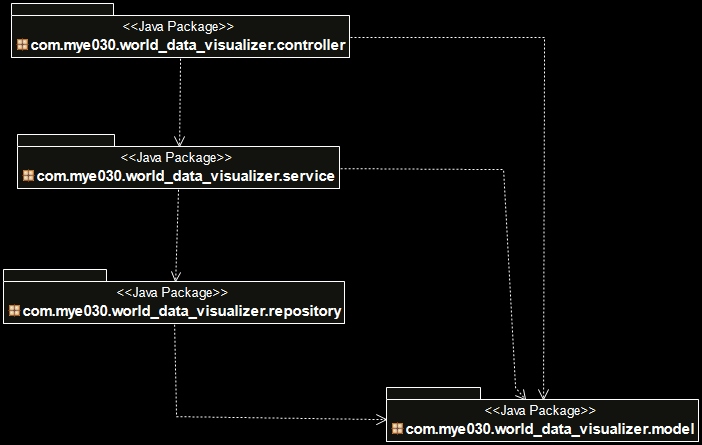 <<Java Package>>
com.mye030.world_data_visualizer.controller
<<Java Package>>
com.mye030.world_data_visualizer.service
<<Java Package>>
com.mye030.world_data_visualizer.repository
<<Java Package>>
com.mye030.world_data_visualizer.model